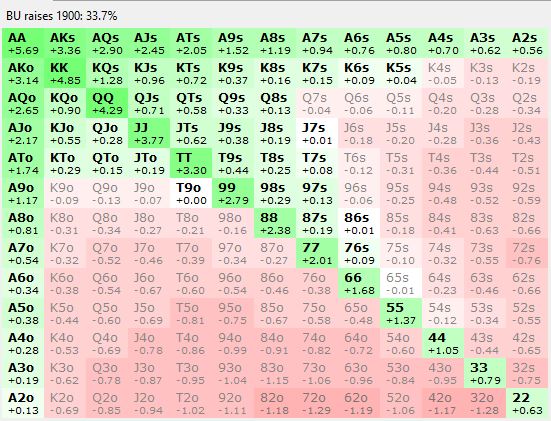 BU raises 1900: 33.7%
AA AKs AQs AJs ATs A9s A8s A7s A6s A5s A4s A3s A2s
+5.69 +3.36 +2.90 +2.45 +2.05 +1.52 +1.19 +0.94 +0.76 +0.80 +0.70 +0.62 +0.56
AKo KK KQs KJs KTs K9s K8s K7s K6s K5s K4s K3s K2s
+3.14 +4.85 +1.28 +0.96 +0.72 +0.37 +0.16 +0.15 +0.09 +0.04 -0.05 -0.13 -0.19
AQo KQo QQ QJs QTs Q9s Q8s Q7s Q6s Q5s Q4s Q3s Q2s
+2.65 +0.90 +4.29 +0.71 +0.58 +0.33 +0.13 -0.04 -0.06 -0.11 -0.20 -0.28 -0.34
AJo KJo QJo JJ JTs J9s J8s J7s J6s J5s J4s J3s J2s
+2.17 +0.55 +0.28 +3.77 +0.62 +0.38 +0.19 +0.01 -0.18 -0.20 -0.28 -0.36 -0.43
ATo KTo QTo JTo TT T9s T8s T7s T6s T5s T4s T3s T2s
+1.74 +0.29 +0.15 +0.19 +3.30 +0.44 +0.25 +0.08 -0.12 -0.31 -0.36 -0.44 -0.51
A9o K9o Q9o J9o T9o 99 98s 97s 96s 95s 94s 93s 92s
+1.17 -0.09 -0.13 -0.07 +0.00 +2.79 +0.29 +0.13 -0.06 -0.25 -0.48 -0.52 -0.59
A8o K8o Q8o J8o T8o 98o 88 87s 86s 85s 84s 83s 82s
+0.81 -0.31 -0.34 -0.27 -0.21 -0.16 +2.38 +0.19 +0.01 -0.18 -0.41 -0.63 -0.66
A7o K7o Q7o J7o T7o 97o 87o 77 76s 75s 74s 73s 72s
+0.54 -0.32 -0.52 -0.46 -0.39 -0.34 -0.27 +2.01 +0.09 -0.10 -0.32 -0.55 -0.76
A6o K6o Q6o J6o T6o 96o 86o 76o 66 65s 64s 63s 62s
+0.34 -0.38 -0.54 -0.67 -0.60 -0.54 -0.46 -0.38 +1.68 -0.01 -0.23 -0.46 -0.66
A5o K5o Q5o J5o T5o 95o 85o 75o 65o 55 54s 53s 52s
+0.38 -0.44 -0.60 -0.69 -0.81 -0.75 -0.67 -0.58 -0.48 +1.37 -0.12 -0.34 -0.55
A4o K4o Q4o J4o T4o 94o 84o 74o 64o 54o 44 43s 42s
+0.28 -0.53 -0.69 -0.78 -0.86 -0.99 -0.91 -0.82 -0.72 -0.60 +1.05 -0.44 -0.65
A3o K3o Q3o J3o T3o 93o 83o 73o 63o 53o 43o 33 32s
+0.19 -0.62 -0.78 -0.87 -0.95 -1.04 -1.15 -1.06 -0.96 -0.84 -0.95 +0.79 -0.75
A2o K2o Q2o J2o T2o 92o 82o 72o 62o 52o 42o 32o 22
+0.13 -0.69 -0.85 -0.94 -1.02 -1.11 -1.18 -1.29 -1.19 -1.06 -1.17 -1.28 +0.63